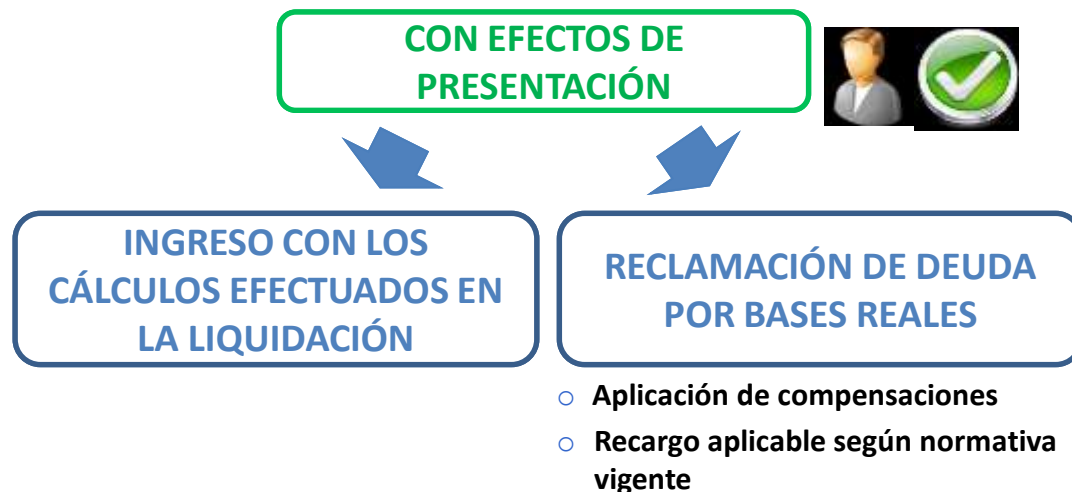 CON EFECTOS DE
PRESENTACIÓN
INGRESO CON LOS
CÁLCULOS EFECTUADOS EN
LA LIQUIDACIÓN
RECLAMACIÓN DE DEUDA
POR BASES REALES
o Aplicación de compensaciones
o Recargo aplicable según normativa
vigente